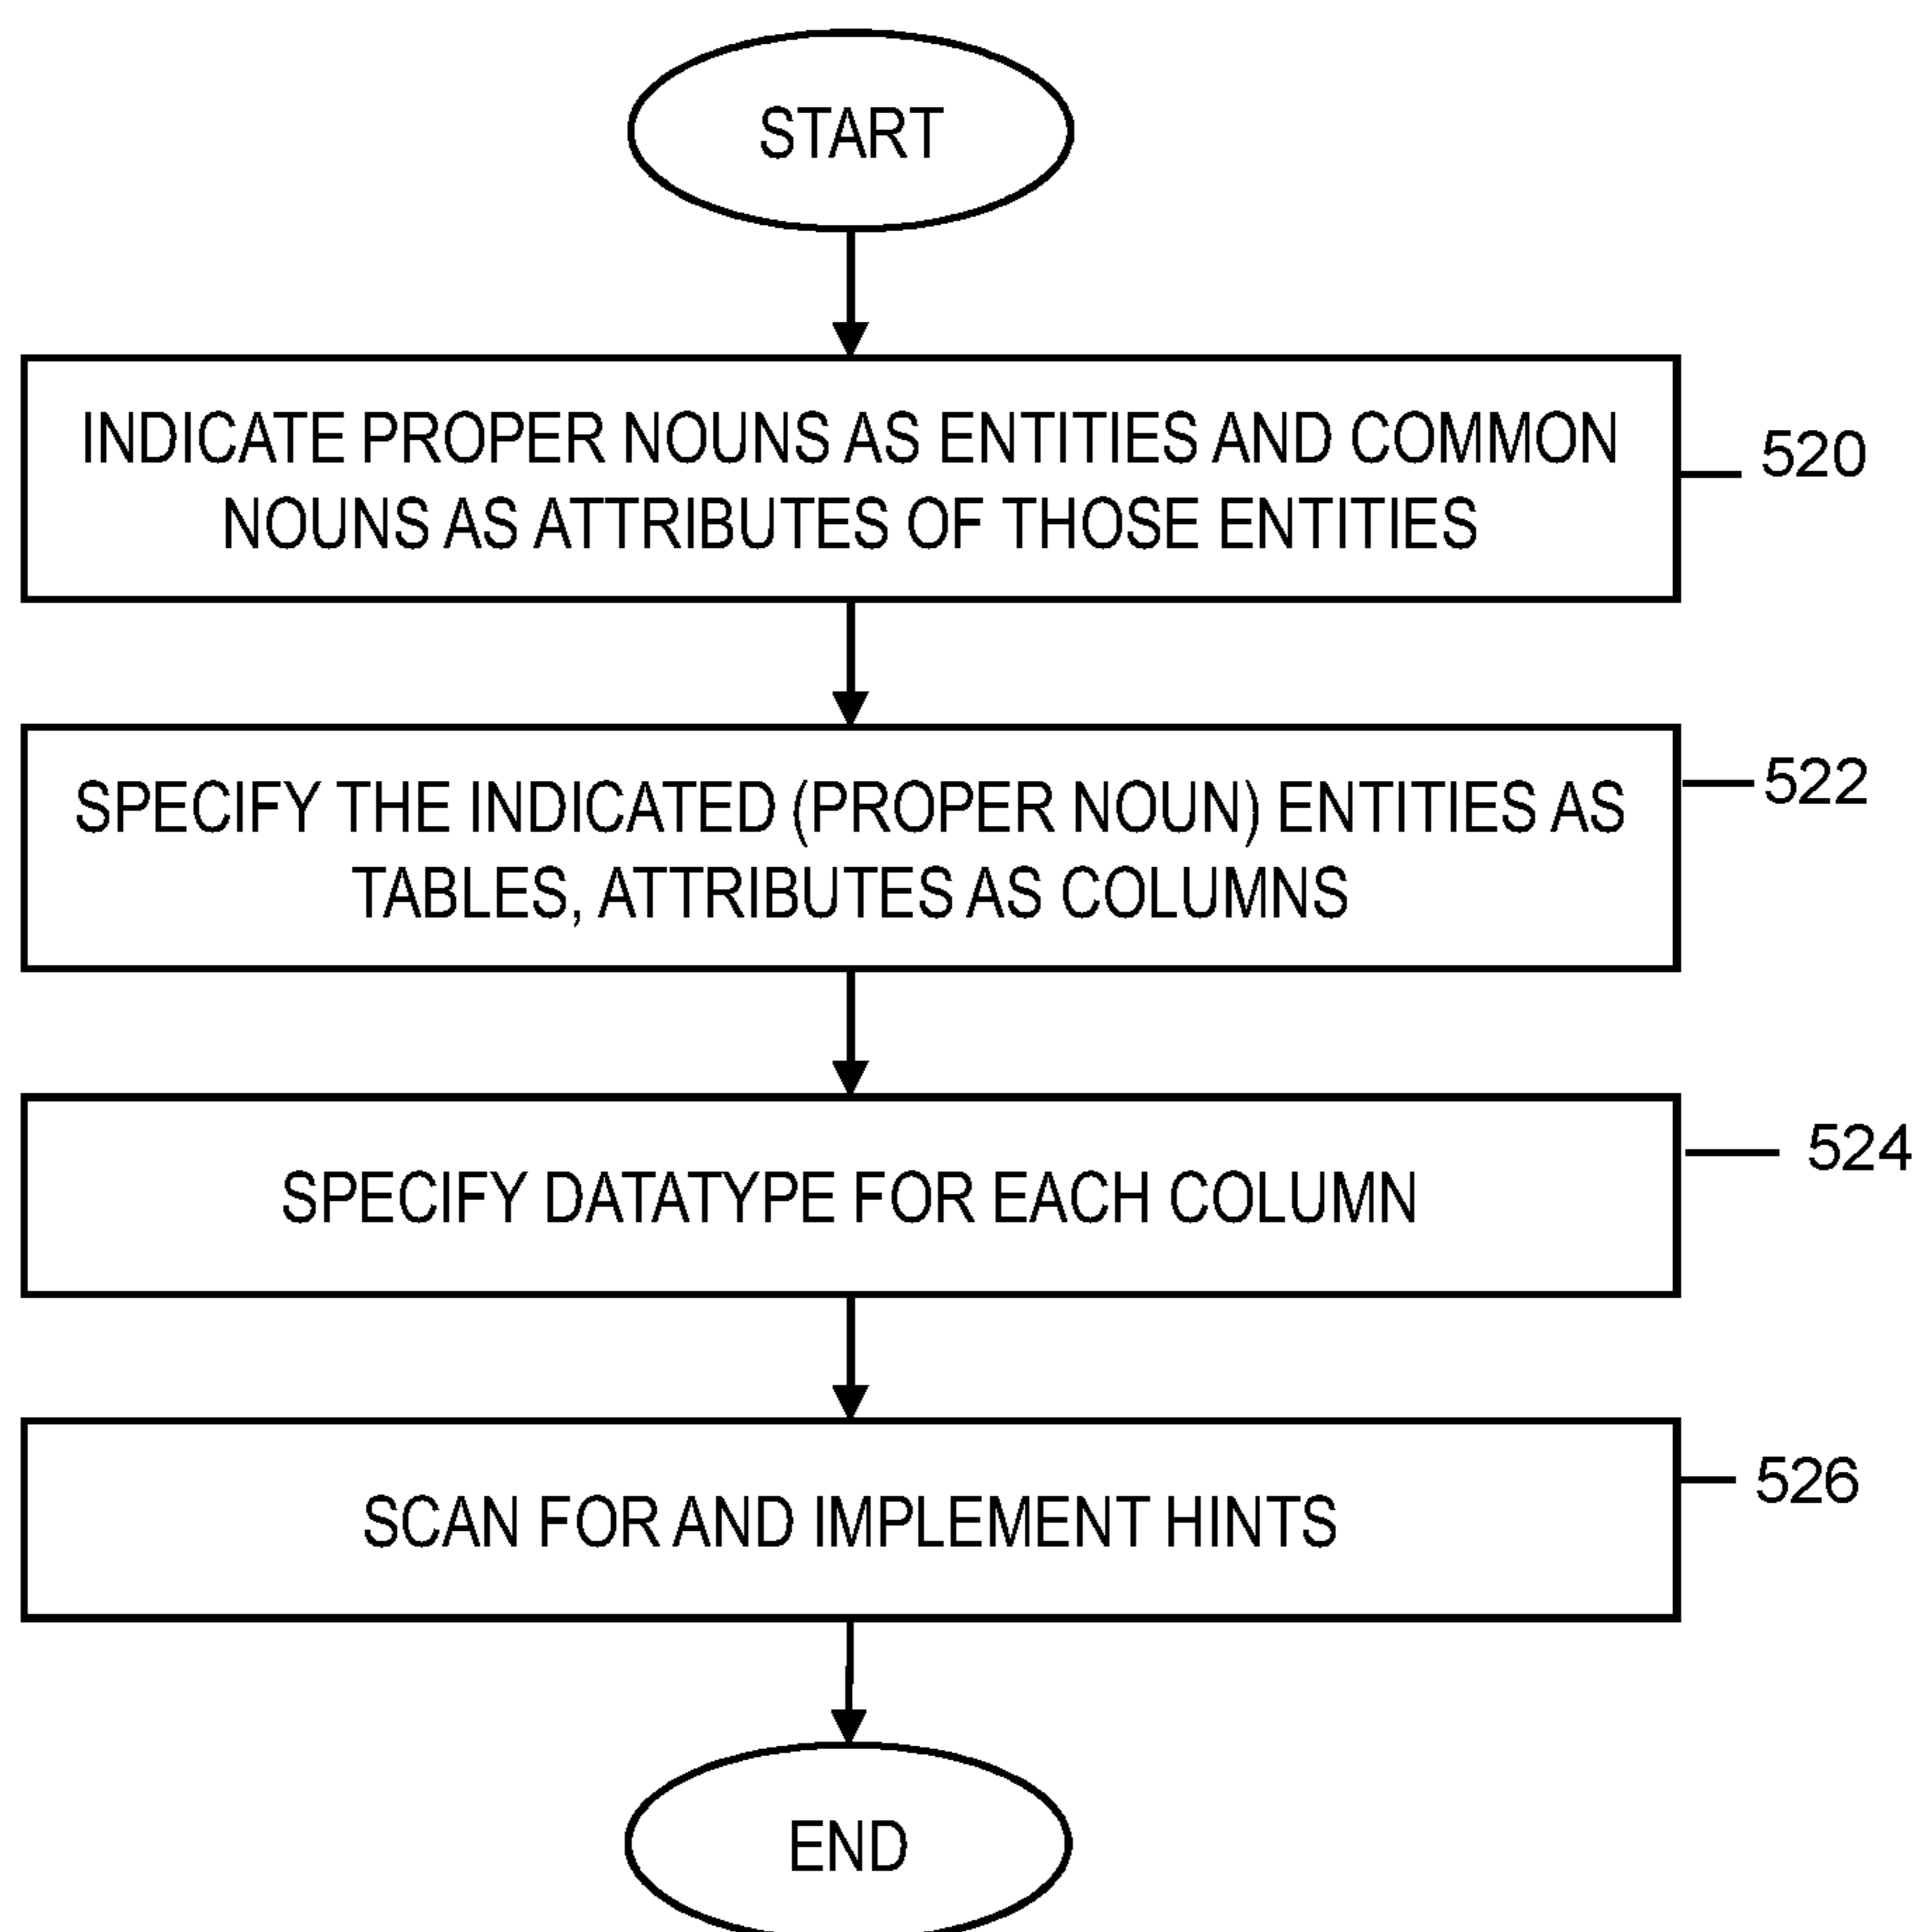 START
INDICATE PROPER NOUNS AS ENTITIES AND COMMON
NOUNS AS ATTRIBUTES OF THOSE ENTITIES
520
SPECIFY THE INDICATED (PROPER NOUN) ENTITIES AS
TABLES, ATTRIBUTES AS COLUMNS
522
SPECIFY DATATYPE FOR EACH COLUMN
524
SCAN FOR AND IMPLEMENT HINTS
526
END